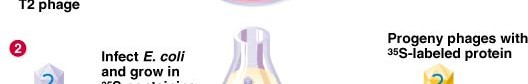 T2 phage
2
Infect E. coli
and grow in
Progeny phages with
³⁵S-labeled protein